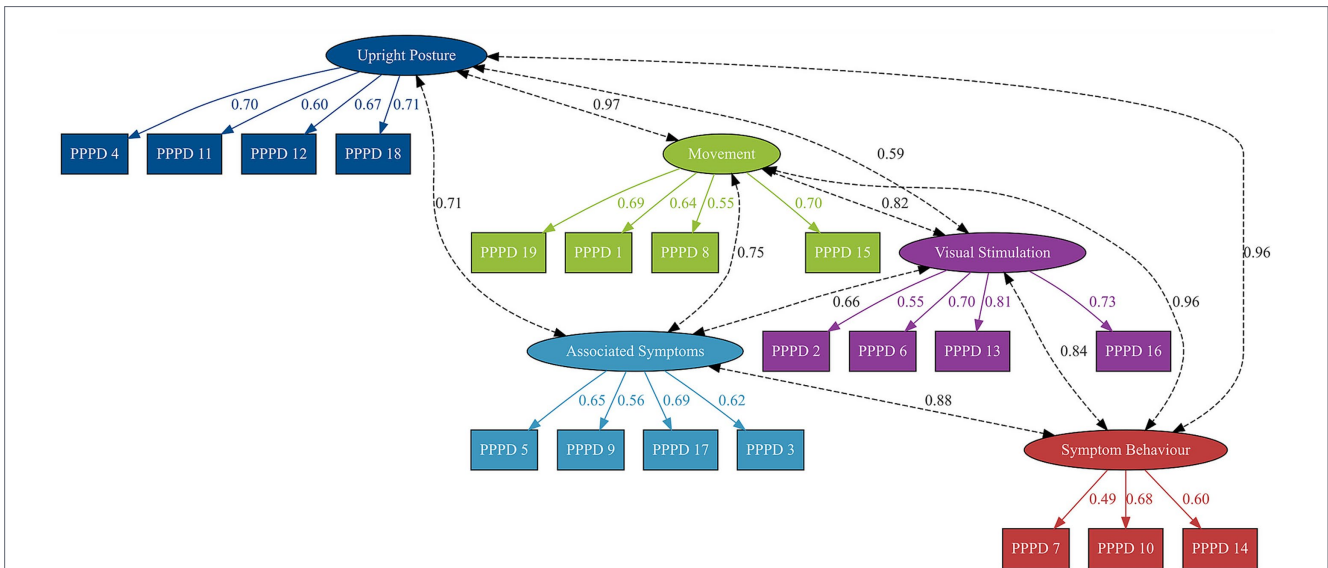 Upright Posture
0.70
0.60
0.67
0.71
0.97
PPPD 4
PPPD 11
PPPD 12
PPPD 18
Movement
0.59
0.71
0.69
0.64
0.55
0.70
0.82
PPPD 19
PPPD 1
PPPD 8
PPPD 15
Visual Stimulation
0.75
0.96
0.66
0.55
0.70
0.81
0.73
0.96
PPPD 2
PPPD 6
PPPD 13
PPPD 16
Associated Symptoms
0.84
0.65
0.56
0.69
0.62
0.88
PPPD 5
PPPD 9
PPPD 17
PPPD 3
Symptom Behaviour
0.49
0.68
0.60
PPPD 7
PPPD 10
PPPD 14